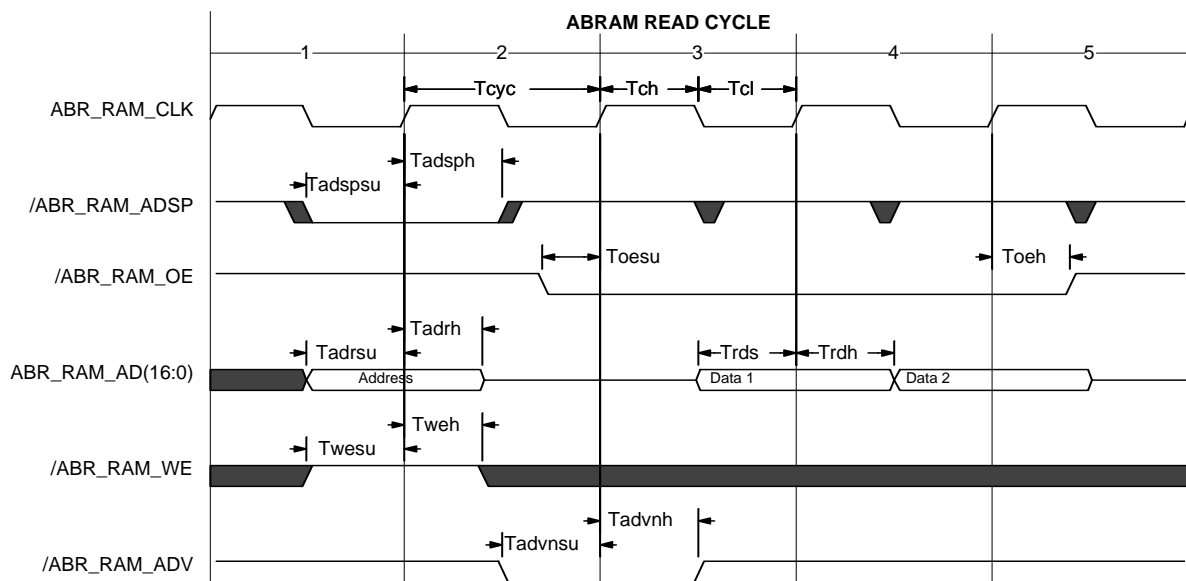 ABRAM READ CYCLE
1 2 3 4 5
Tcyc Tch Tcl
ABR_RAM_CLK
Tadsph
Tadspsu
/ABR_RAM_ADSP
Toesu Toeh
/ABR_RAM_OE
Tadrh
Tadrsu Trds Trdh
ABR_RAM_AD(16:0) Address Data 1 Data 2
Tweh
Twesu
/ABR_RAM_WE
Tadvnh
Tadvnsu
/ABR_RAM_ADV